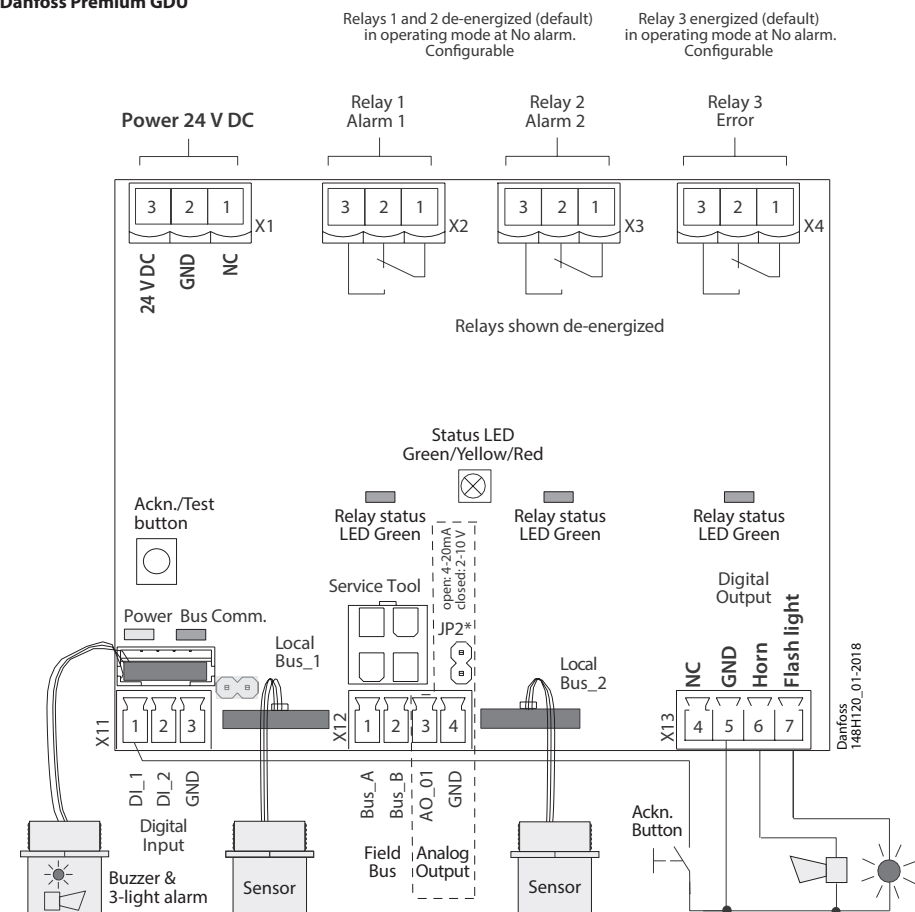 Danfoss Premium GDU
Relays 1 and 2 de-energized (default)
in operating mode at No alarm.
Configurable
Relay 3 energized (default)
in operating mode at No alarm.
Configurable
Power 24 V DC
Relay 1
Alarm 1
Relay 2
Alarm 2
Relay 3
Error
3 2 1
X1
3 2 1
X2
3 2 1
X3
3 2 1
X4
24 V DC
GND
NC
Relays shown de-energized
Status LED
Green/Yellow/Red
Ackn./Test
button
Relay status
LED Green
Relay status
LED Green
Relay status
LED Green
open: 4-20mA
closed: 2-10 V
Service Tool
JP2*
Digital
Output
Power
Bus Comm.
Local
Bus_1
Local
Bus_2
NC
GND
Horn
Flash light
X11
1 2 3
X12
1 2 3 4
X13
4 5 6 7
Danfoss
148H120_01-2018
DI_1
DI_2
GND
Digital
Input
Bus_A
Bus_B
AO_01
GND
Field
Bus
Analog
Output
Ackn.
Button
Buzzer &
3-light alarm
Sensor
Sensor